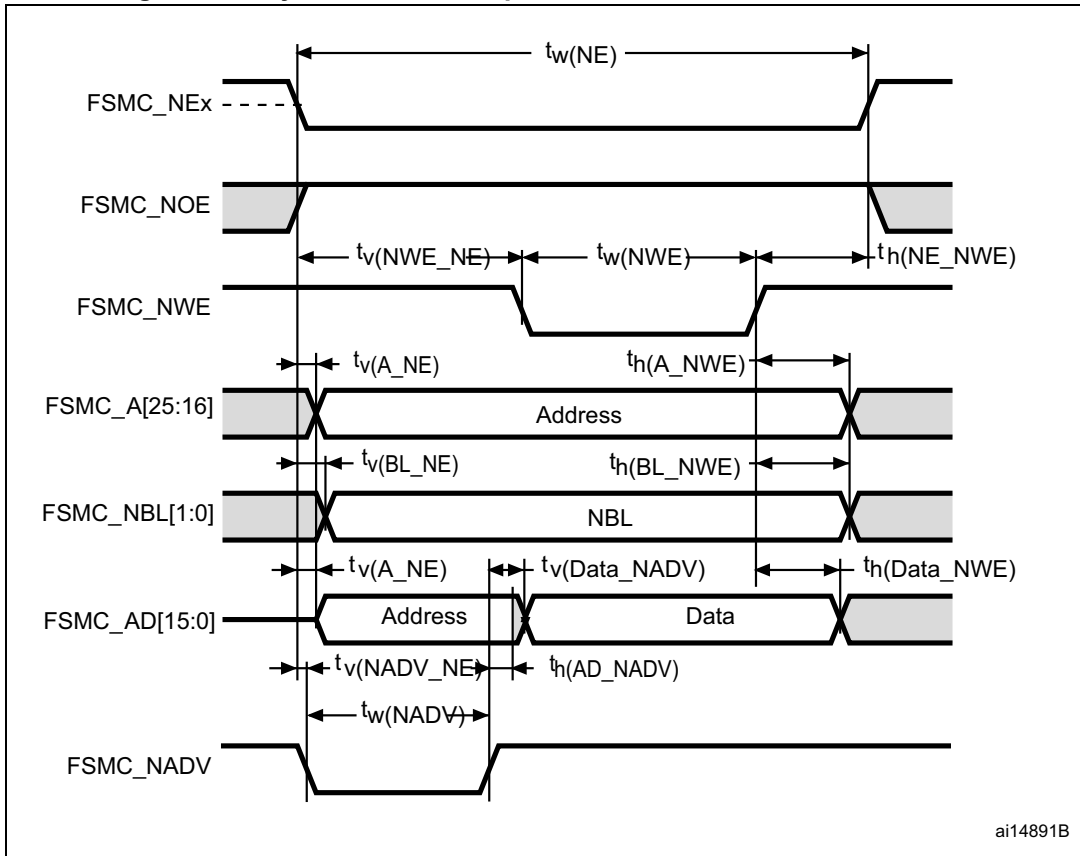 tw(NE)
FSMC_NEx
FSMC_NOE
tv(NWE_NE) tw(NWE) th(NE_NWE)
FSMC_NWE
tv(A_NE) th(A_NWE)
FSMC_A[25:16] Address
tv(BL_NE) th(BL_NWE)
FSMC_NBL[1:0] NBL
tv(A_NE) tv(Data_NADV) th(Data_NWE)
FSMC_AD[15:0] Address Data
tv(NADV_NE) th(AD_NADV)
tw(NADV)
FSMC_NADV
ai14891B